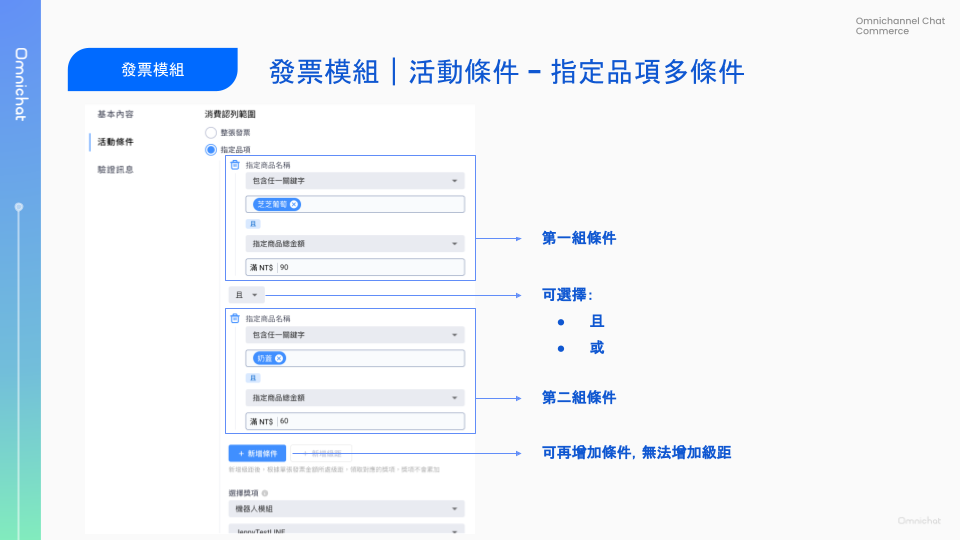 Omnichannel Chat
Commerce
Omnichat
發票模組
發票模組｜活動條件 – 指定品項多條件
基本內容
活動條件
驗證訊息
消費認列範圍
整張發票
指定品項
指定商品名稱
包含任一關鍵字
芝芝葡萄
且
指定商品總金額
滿 NT$ 90
第一組條件
且
可選擇：
● 且
● 或
指定商品名稱
包含任一關鍵字
奶蓋
且
指定商品總金額
滿 NT$ 60
第二組條件
+ 新增條件
+ 新增級距
可再增加條件, 無法增加級距
選擇獎項
機器人模組
JennyTestLINE
Omnichat